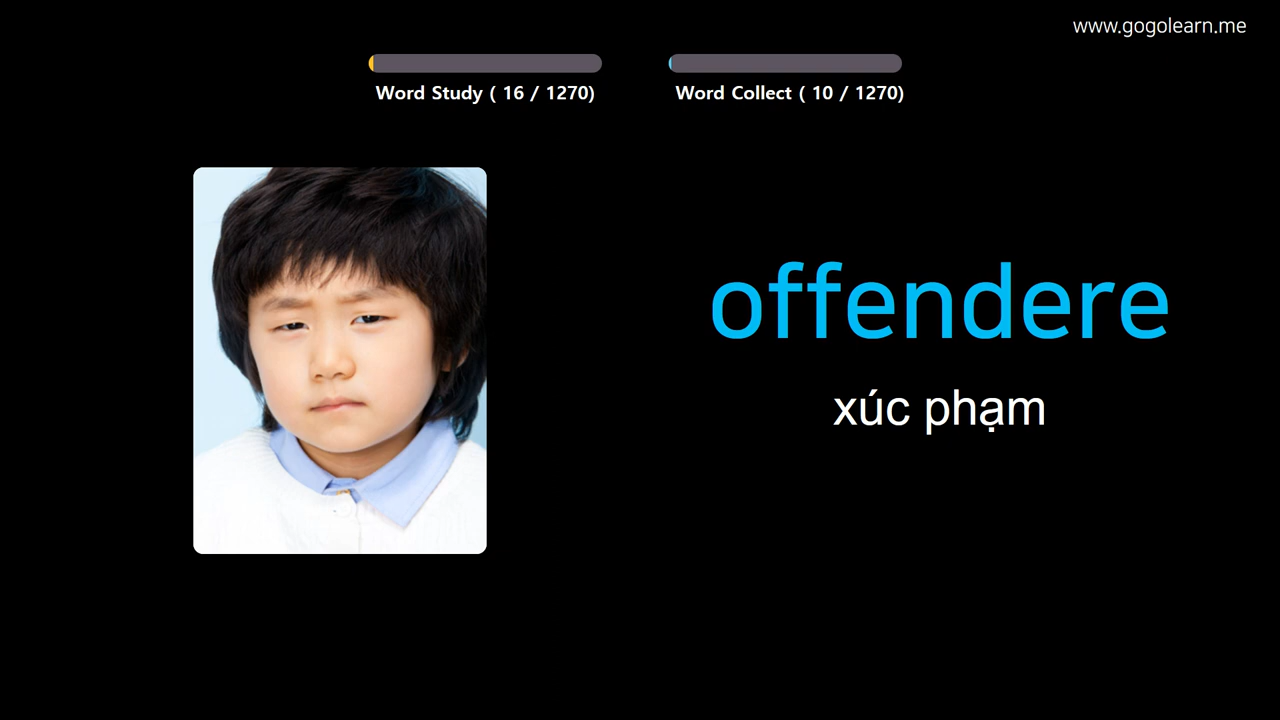 www.gogolearn.me
Word Study ( 16 / 1270)
Word Collect ( 10 / 1270)
offendere
xúc phạm